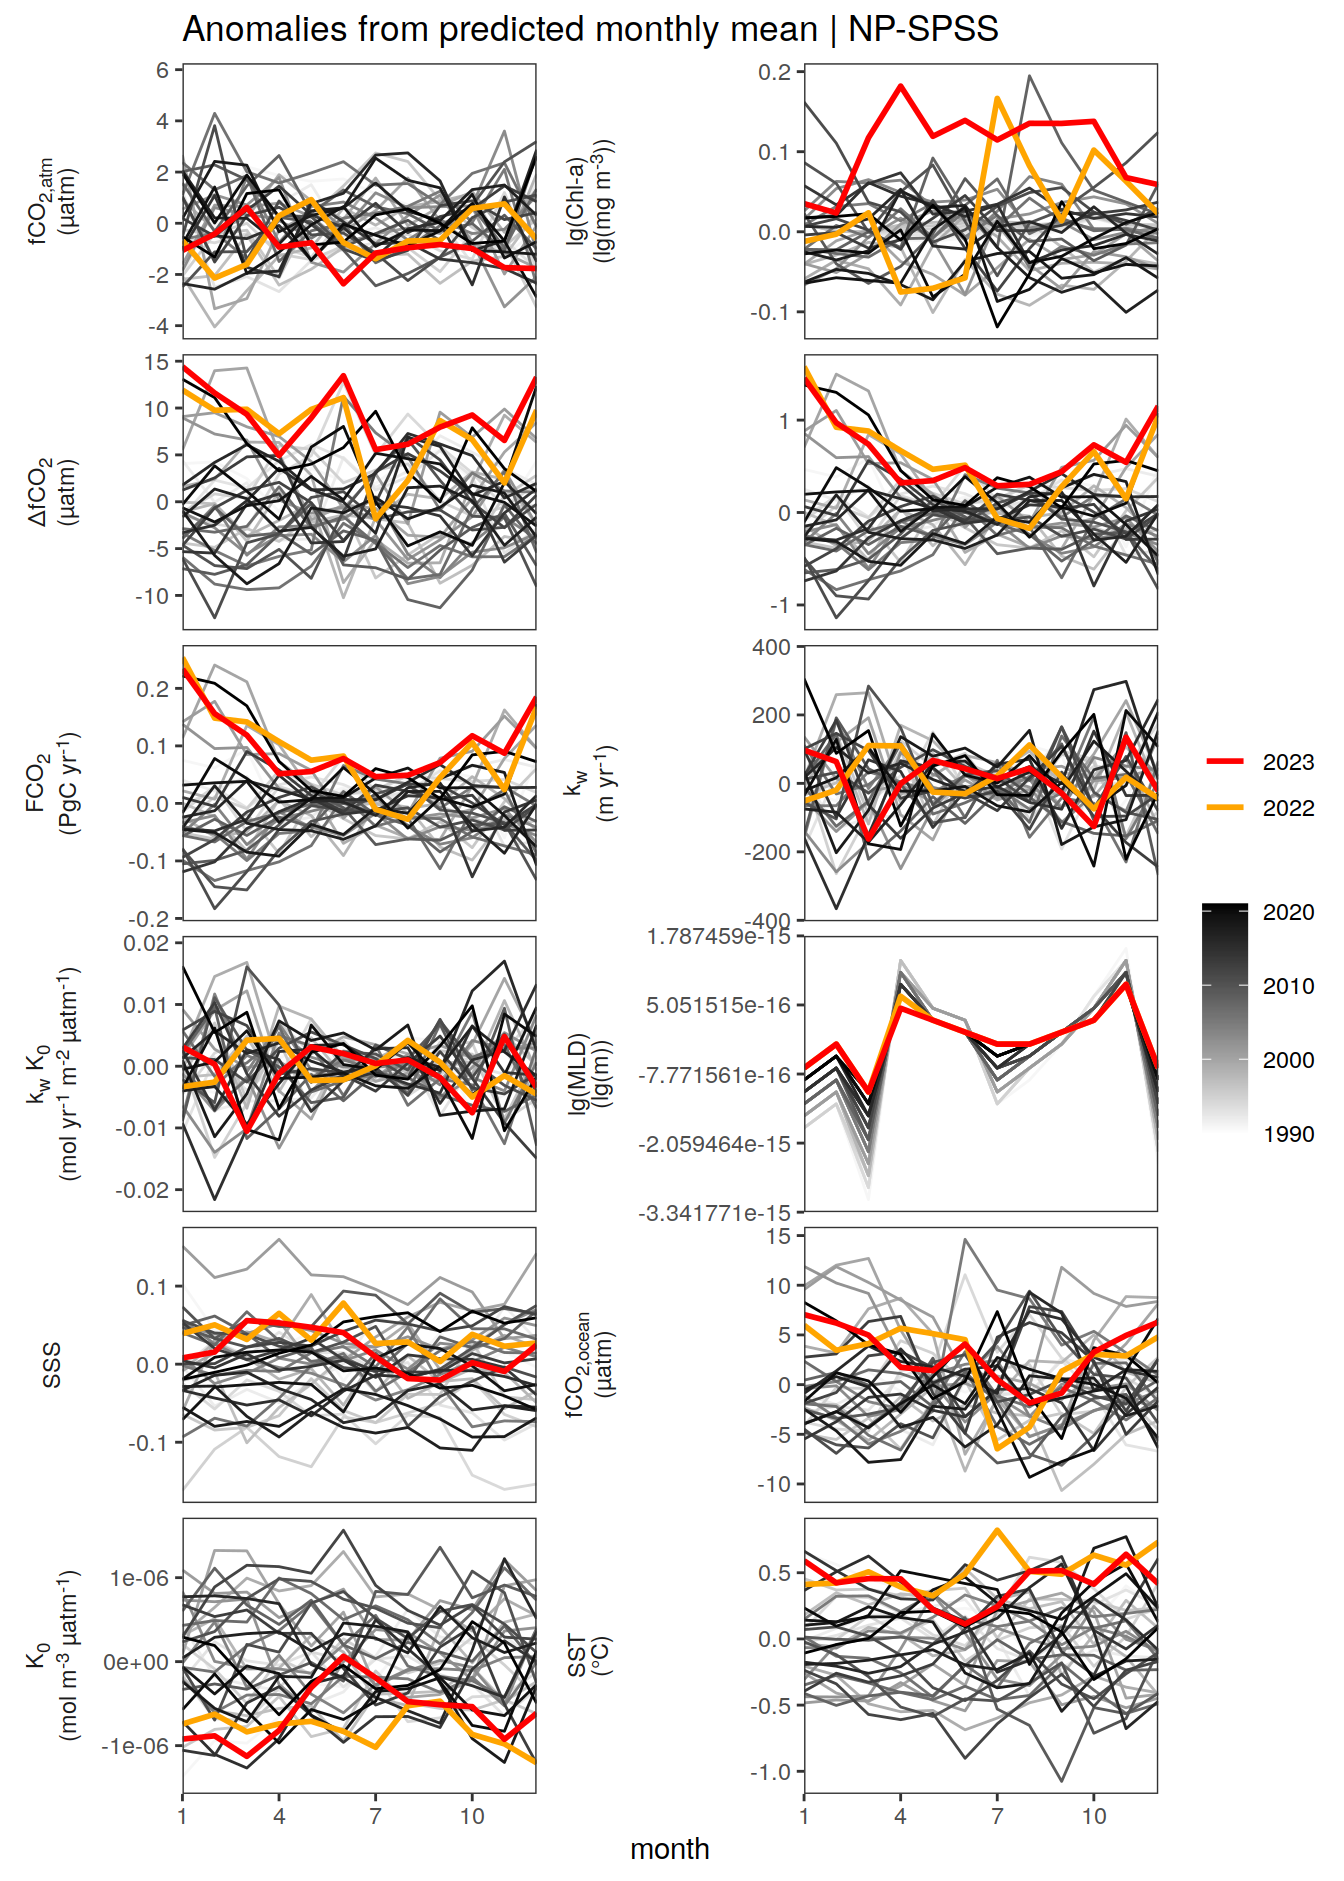 Anomalies from predicted monthly mean | NP-SPSS
fCO2,atm
(µatm)
6
4
2
0
-2
-4
lg(Chl-a)
(lg(mg m-3))
0.2
0.1
0.0
-0.1
ΔfCO2
(µatm)
15
10
5
0
-5
-10
1
0
-1
FCO2
(PgC yr-1)
0.2
0.1
0.0
-0.1
-0.2
kw
(m yr-1)
400
200
0
-200
-400
kw K0
(mol yr-1 m-2 µatm-1)
0.02
0.01
0.00
-0.01
-0.02
lg(MLD)
(lg(m))
1.787459e-15
5.051515e-16
-7.771561e-16
-2.059464e-15
-3.341771e-15
SSS
0.1
0.0
-0.1
fCO2,ocean
(µatm)
15
10
5
0
-5
-10
K0
(mol m-3 µatm-1)
1e-06
0e+00
-1e-06
SST
(°C)
0.5
0.0
-0.5
-1.0
1 4 7 10
1 4 7 10
month
2023
2022
2020
2010
2000
1990